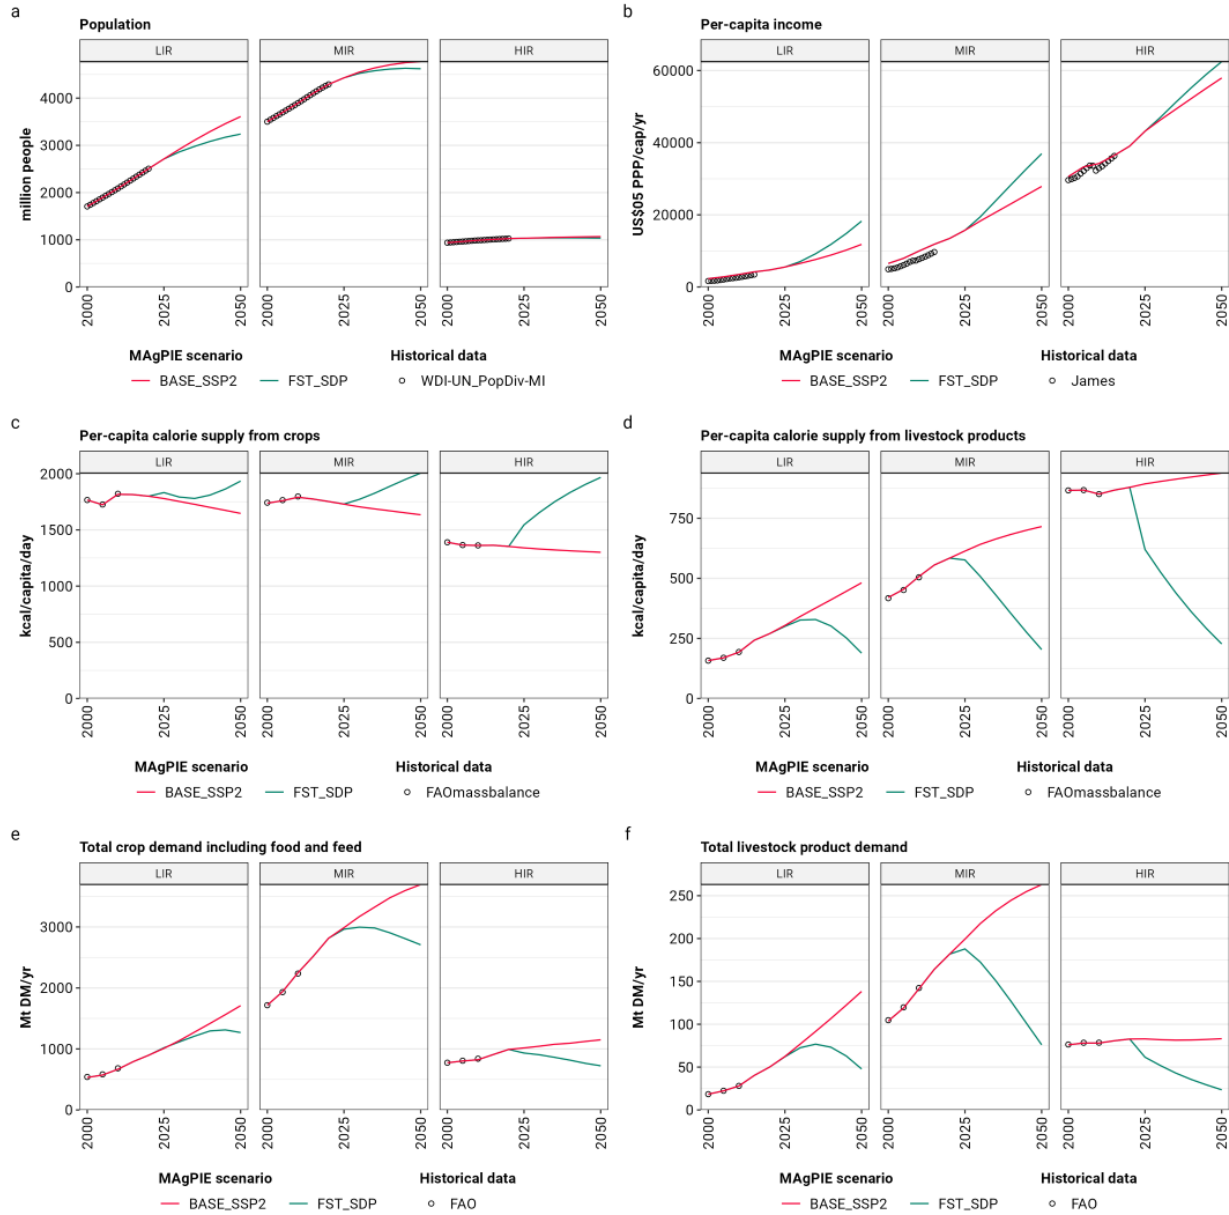 a
Population
LIR MIR HIR
4000
3000
2000
1000
0
million people
2000 2025 2050 2000 2025 2050 2000 2025 2050
MAgPIE scenario Historical data
BASE_SSP2 FST_SDP WDI-UN_PopDiv-MI
b
Per-capita income
LIR MIR HIR
60000
40000
20000
0
US$05 PPP/cap/yr
2000 2025 2050 2000 2025 2050 2000 2025 2050
MAgPIE scenario Historical data
BASE_SSP2 FST_SDP James
c
Per-capita calorie supply from crops
LIR MIR HIR
2000
1500
1000
500
0
kcal/capita/day
2000 2025 2050 2000 2025 2050 2000 2025 2050
MAgPIE scenario Historical data
BASE_SSP2 FST_SDP FAOmassbalance
d
Per-capita calorie supply from livestock products
LIR MIR HIR
750
500
250
0
kcal/capita/day
2000 2025 2050 2000 2025 2050 2000 2025 2050
MAgPIE scenario Historical data
BASE_SSP2 FST_SDP FAOmassbalance
e
Total crop demand including food and feed
LIR MIR HIR
3000
2000
1000
0
Mt DM/yr
2000 2025 2050 2000 2025 2050 2000 2025 2050
MAgPIE scenario Historical data
BASE_SSP2 FST_SDP FAO
f
Total livestock product demand
LIR MIR HIR
250
200
150
100
50
0
Mt DM/yr
2000 2025 2050 2000 2025 2050 2000 2025 2050
MAgPIE scenario Historical data
BASE_SSP2 FST_SDP FAO